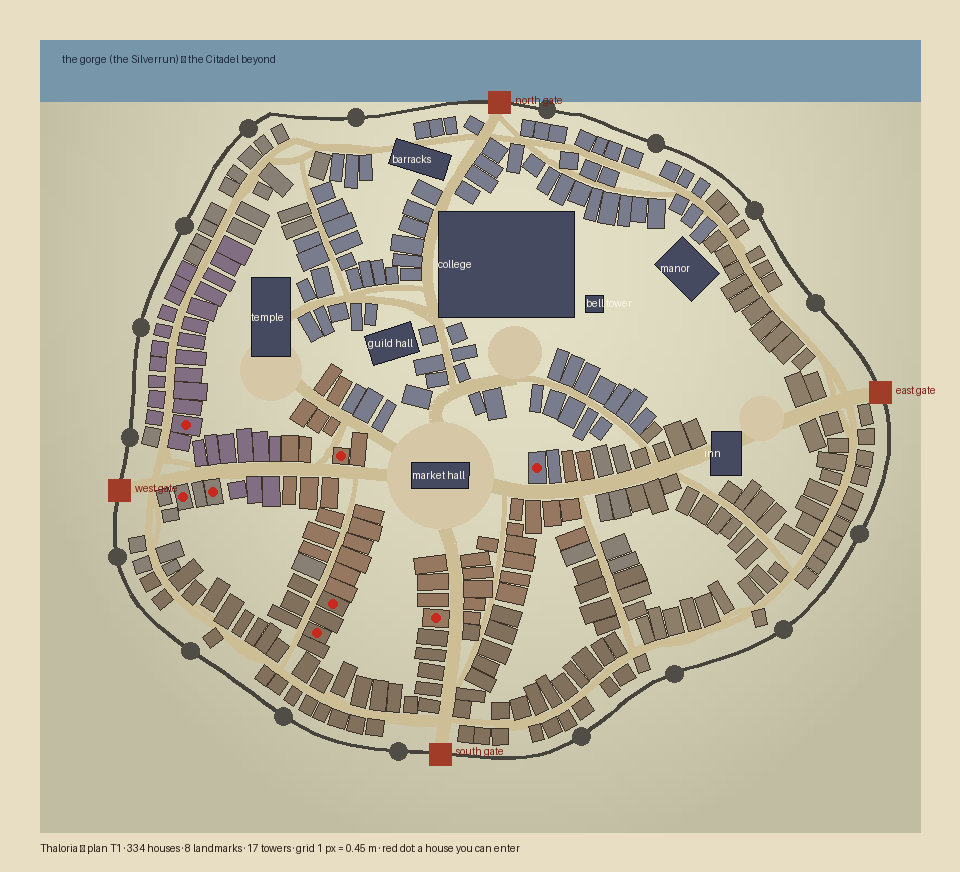 the gorge (the Silverrun) ▯ the Citadel beyond
north gate
barracks
college
manor
bell tower
temple
guild hall
east gate
inn
market hall
west gate
south gate
Thaloria ▯ plan T1 · 334 houses · 8 landmarks · 17 towers · grid 1 px = 0.45 m · red dot a house you can enter